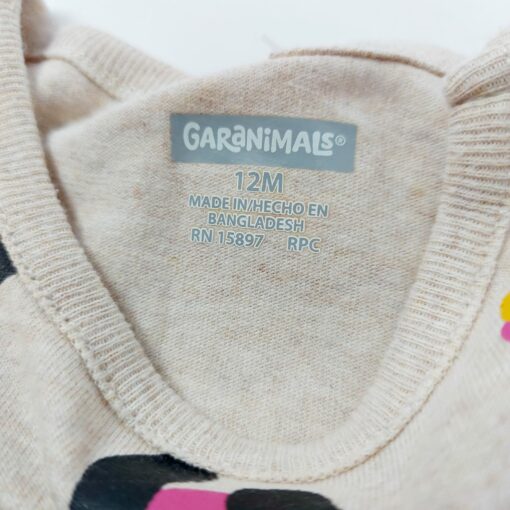 GARANIMALS®
12M
MADE IN/HECHO EN
BANGLADESH
RN 15897 RPC